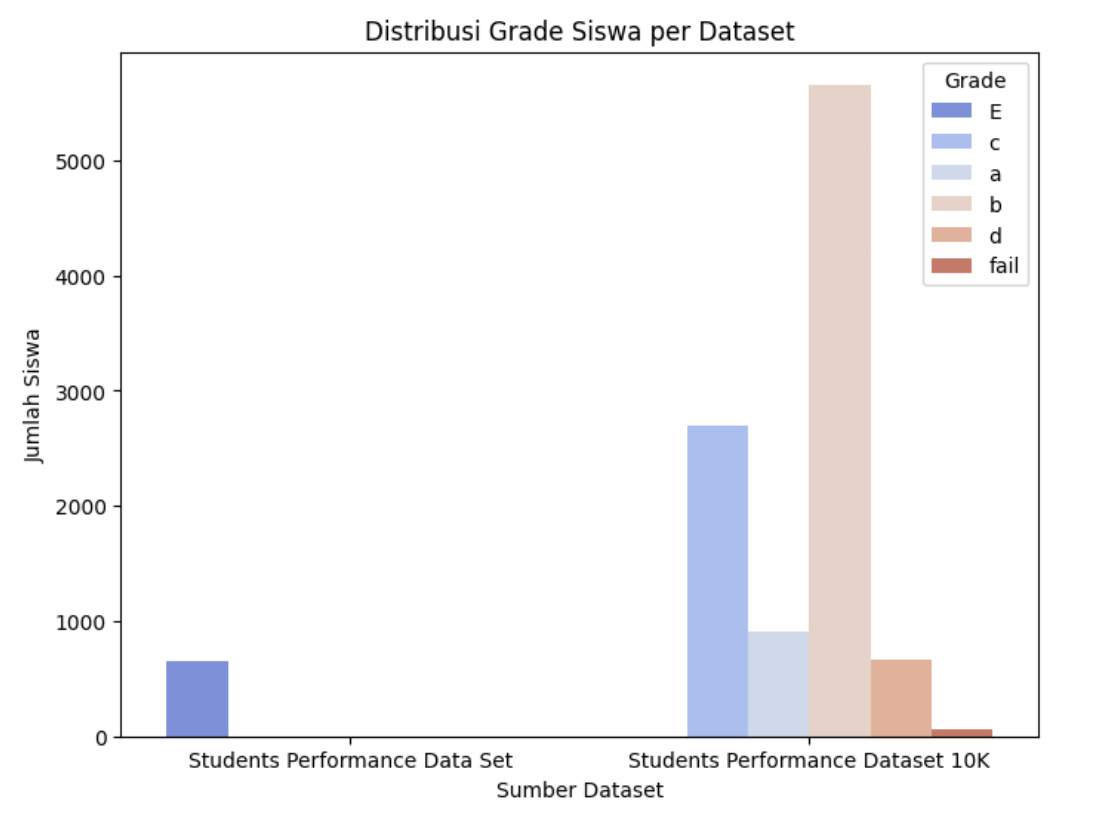 Distribusi Grade Siswa per Dataset
Grade
E
c
a
b
d
fail
5000
4000
3000
2000
1000
0
Jumlah Siswa
Students Performance Data Set
Students Performance Dataset 10K
Sumber Dataset